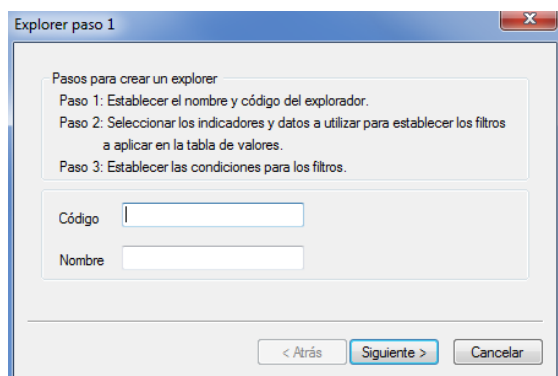 Explorer paso 1
Pasos para crear un explorer
Paso 1: Establecer el nombre y código del explorador.
Paso 2: Seleccionar los indicadores y datos a utilizar para establecer los filtros
a aplicar en la tabla de valores.
Paso 3: Establecer las condiciones para los filtros.
Código
Nombre
< Atrás Siguiente > Cancelar